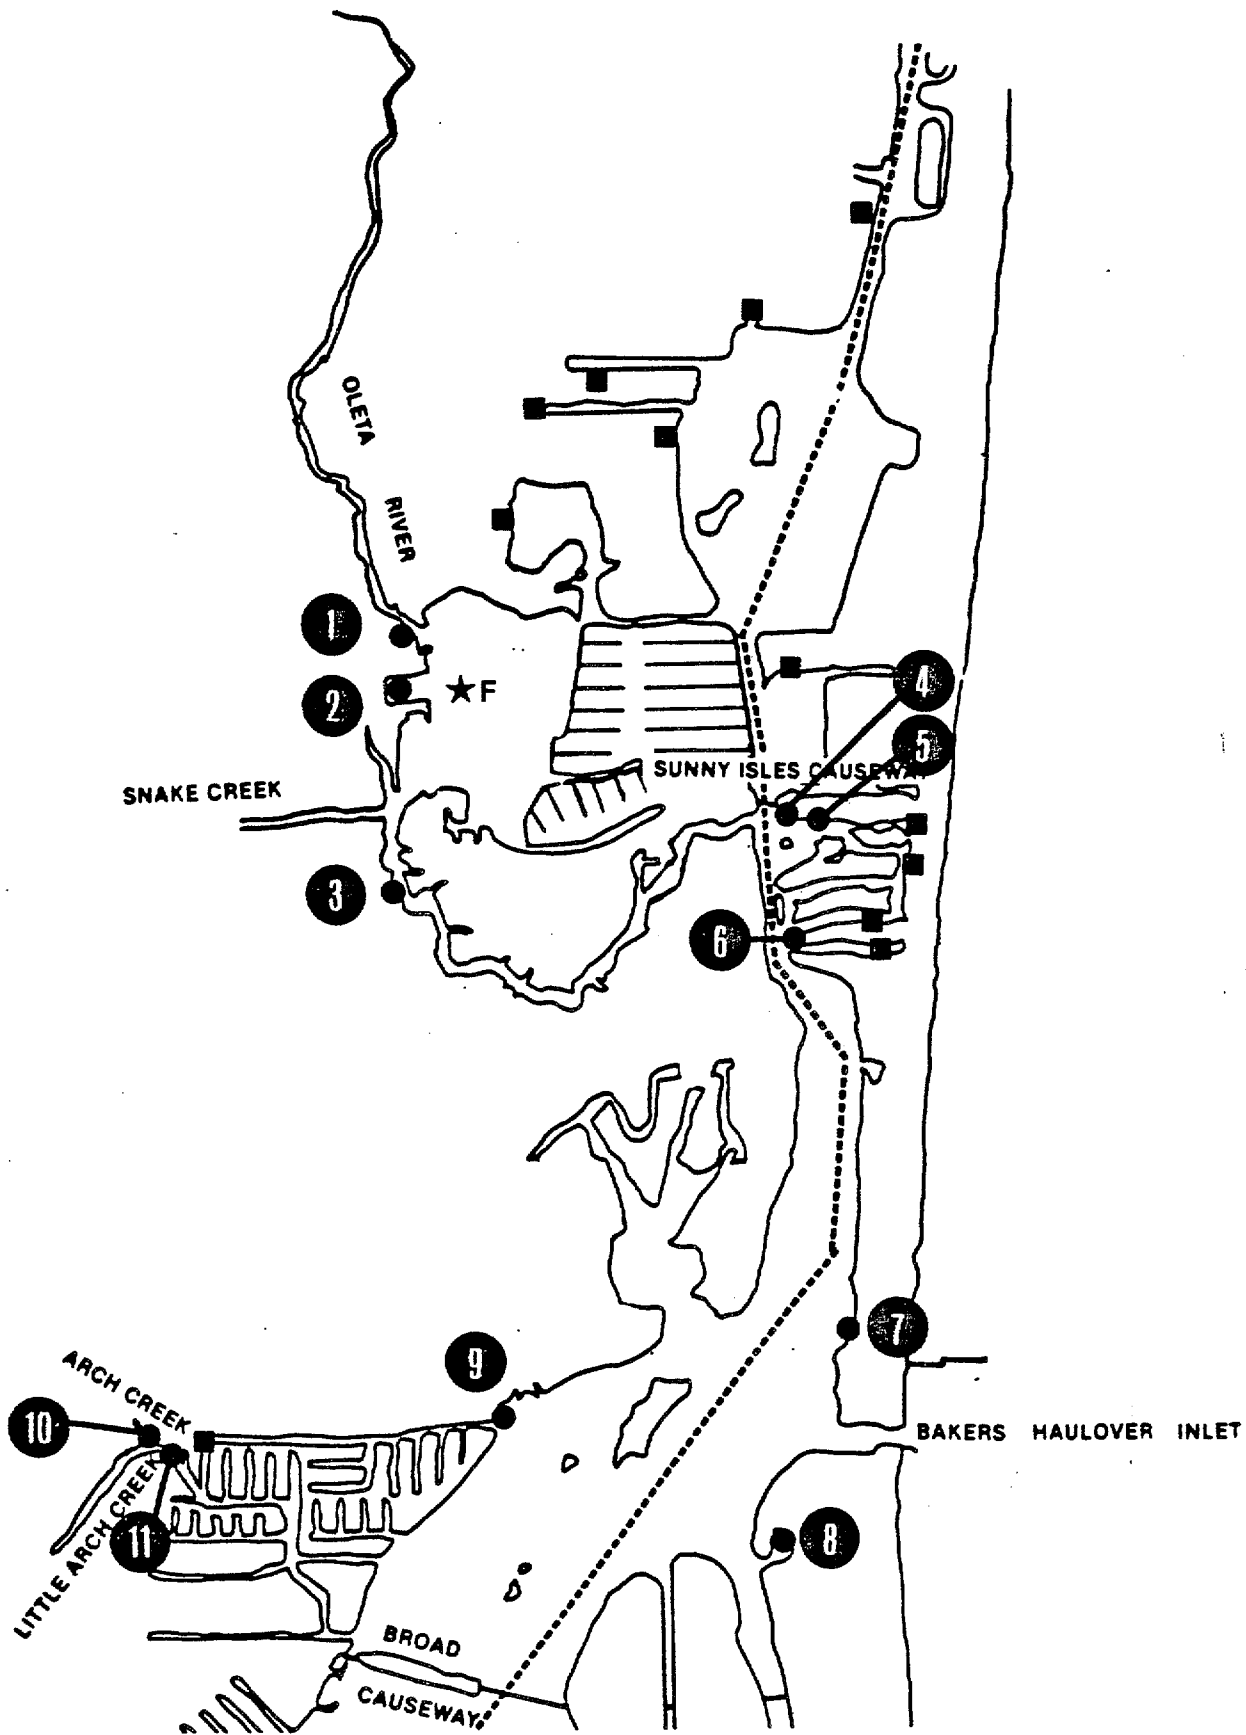 OLETA
RIVER
1
2
F
4
5
SUNNY ISLES CAUSEWAY
SNAKE CREEK
3
6
7
9
ARCH CREEK
10
BAKERS HAULOVER INLET
LITTLE ARCH CREEK
11
8
BROAD
CAUSEWAY